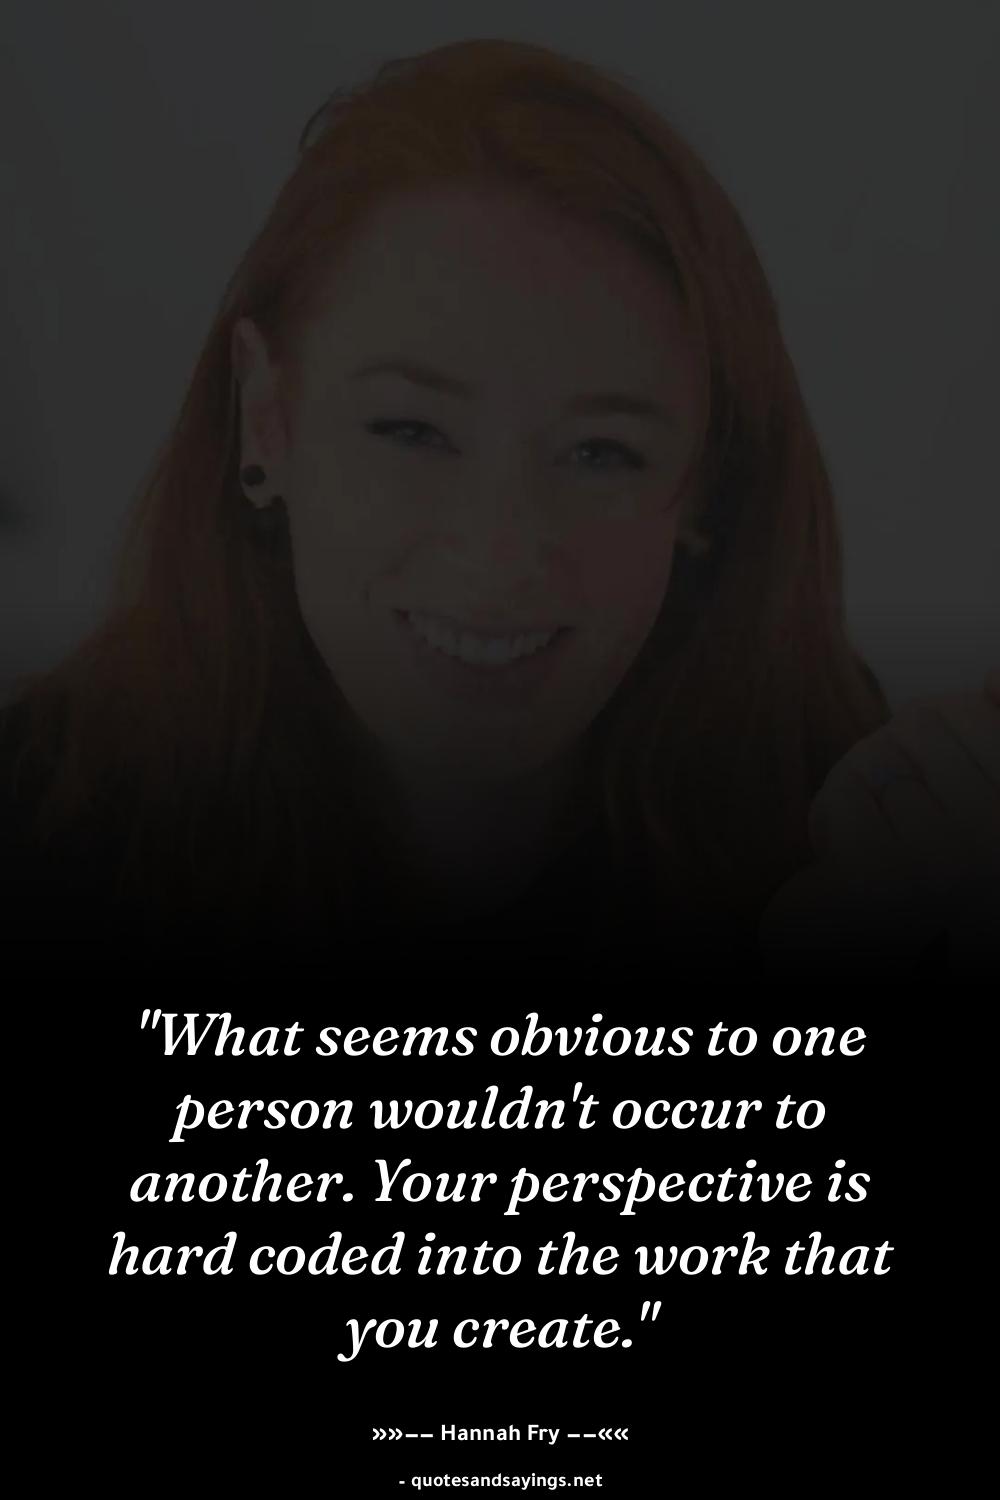 "What seems obvious to one
person wouldn't occur to
another. Your perspective is
hard coded into the work that
you create."
»»–– Hannah Fry ––««
- quotesandsayings.net